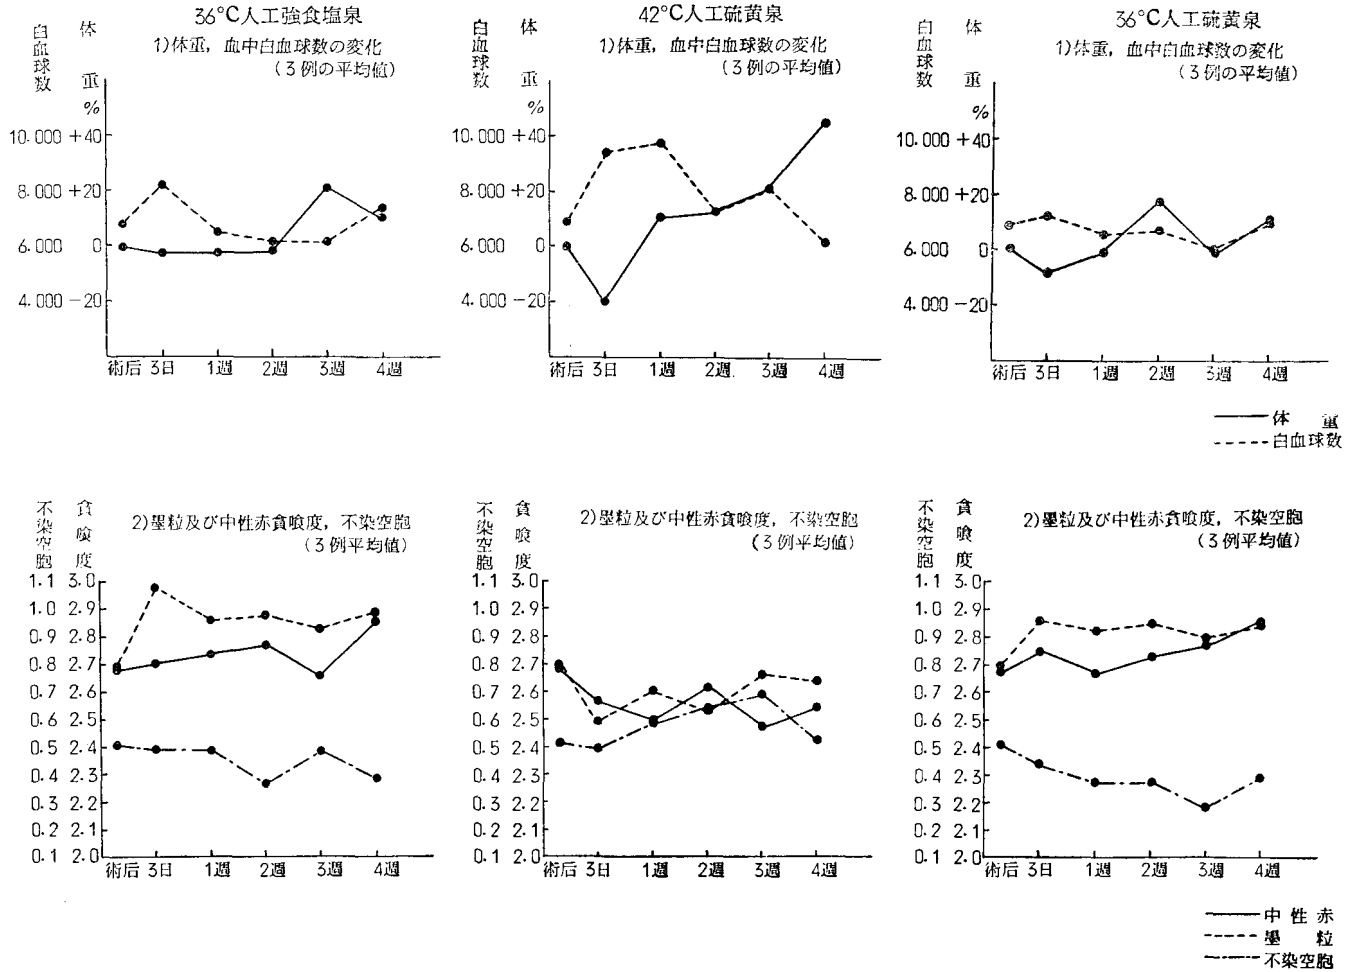 36°C人工強食塩泉
白血球数
体重
1)体重，血中白血球数の変化
(3例の平均値)
%
10.000 +40
8.000 +20
6.000 0
4.000 -20
術后 3日 1週 2週 3週 4週
42°C人工硫黄泉
白血球数
体重
1)体重，血中白血球数の変化
(3例の平均値)
%
10.000 +40
8.000 +20
6.000 0
4.000 -20
術后 3日 1週 2週 3週 4週
36°C人工硫黄泉
白血球数
体重
1)体重，血中白血球数の変化
(3例の平均値)
%
10.000 +40
8.000 +20
6.000 0
4.000 -20
術后 3日 1週 2週 3週 4週
体重
白血球数
不染空胞
貪喰度
2)墨粒及び中性赤貪喰度，不染空胞
(3例平均値)
1.1 3.0
1.0 2.9
0.9 2.8
0.8 2.7
0.7 2.6
0.6 2.5
0.5 2.4
0.4 2.3
0.3 2.2
0.2 2.1
0.1 2.0
術后 3日 1週 2週 3週 4週
不染空胞
貪喰度
2)墨粒及び中性赤貪喰度，不染空胞
(3例平均値)
1.1 3.0
1.0 2.9
0.9 2.8
0.8 2.7
0.7 2.6
0.6 2.5
0.5 2.4
0.4 2.3
0.3 2.2
0.2 2.1
0.1 2.0
術后 3日 1週 2週 3週 4週
不染空胞
貪喰度
2)墨粒及び中性赤貪喰度，不染空胞
(3例平均値)
1.1 3.0
1.0 2.9
0.9 2.8
0.8 2.7
0.7 2.6
0.6 2.5
0.5 2.4
0.4 2.3
0.3 2.2
0.2 2.1
0.1 2.0
術后 3日 1週 2週 3週 4週
中性赤
墨粒
不染空胞